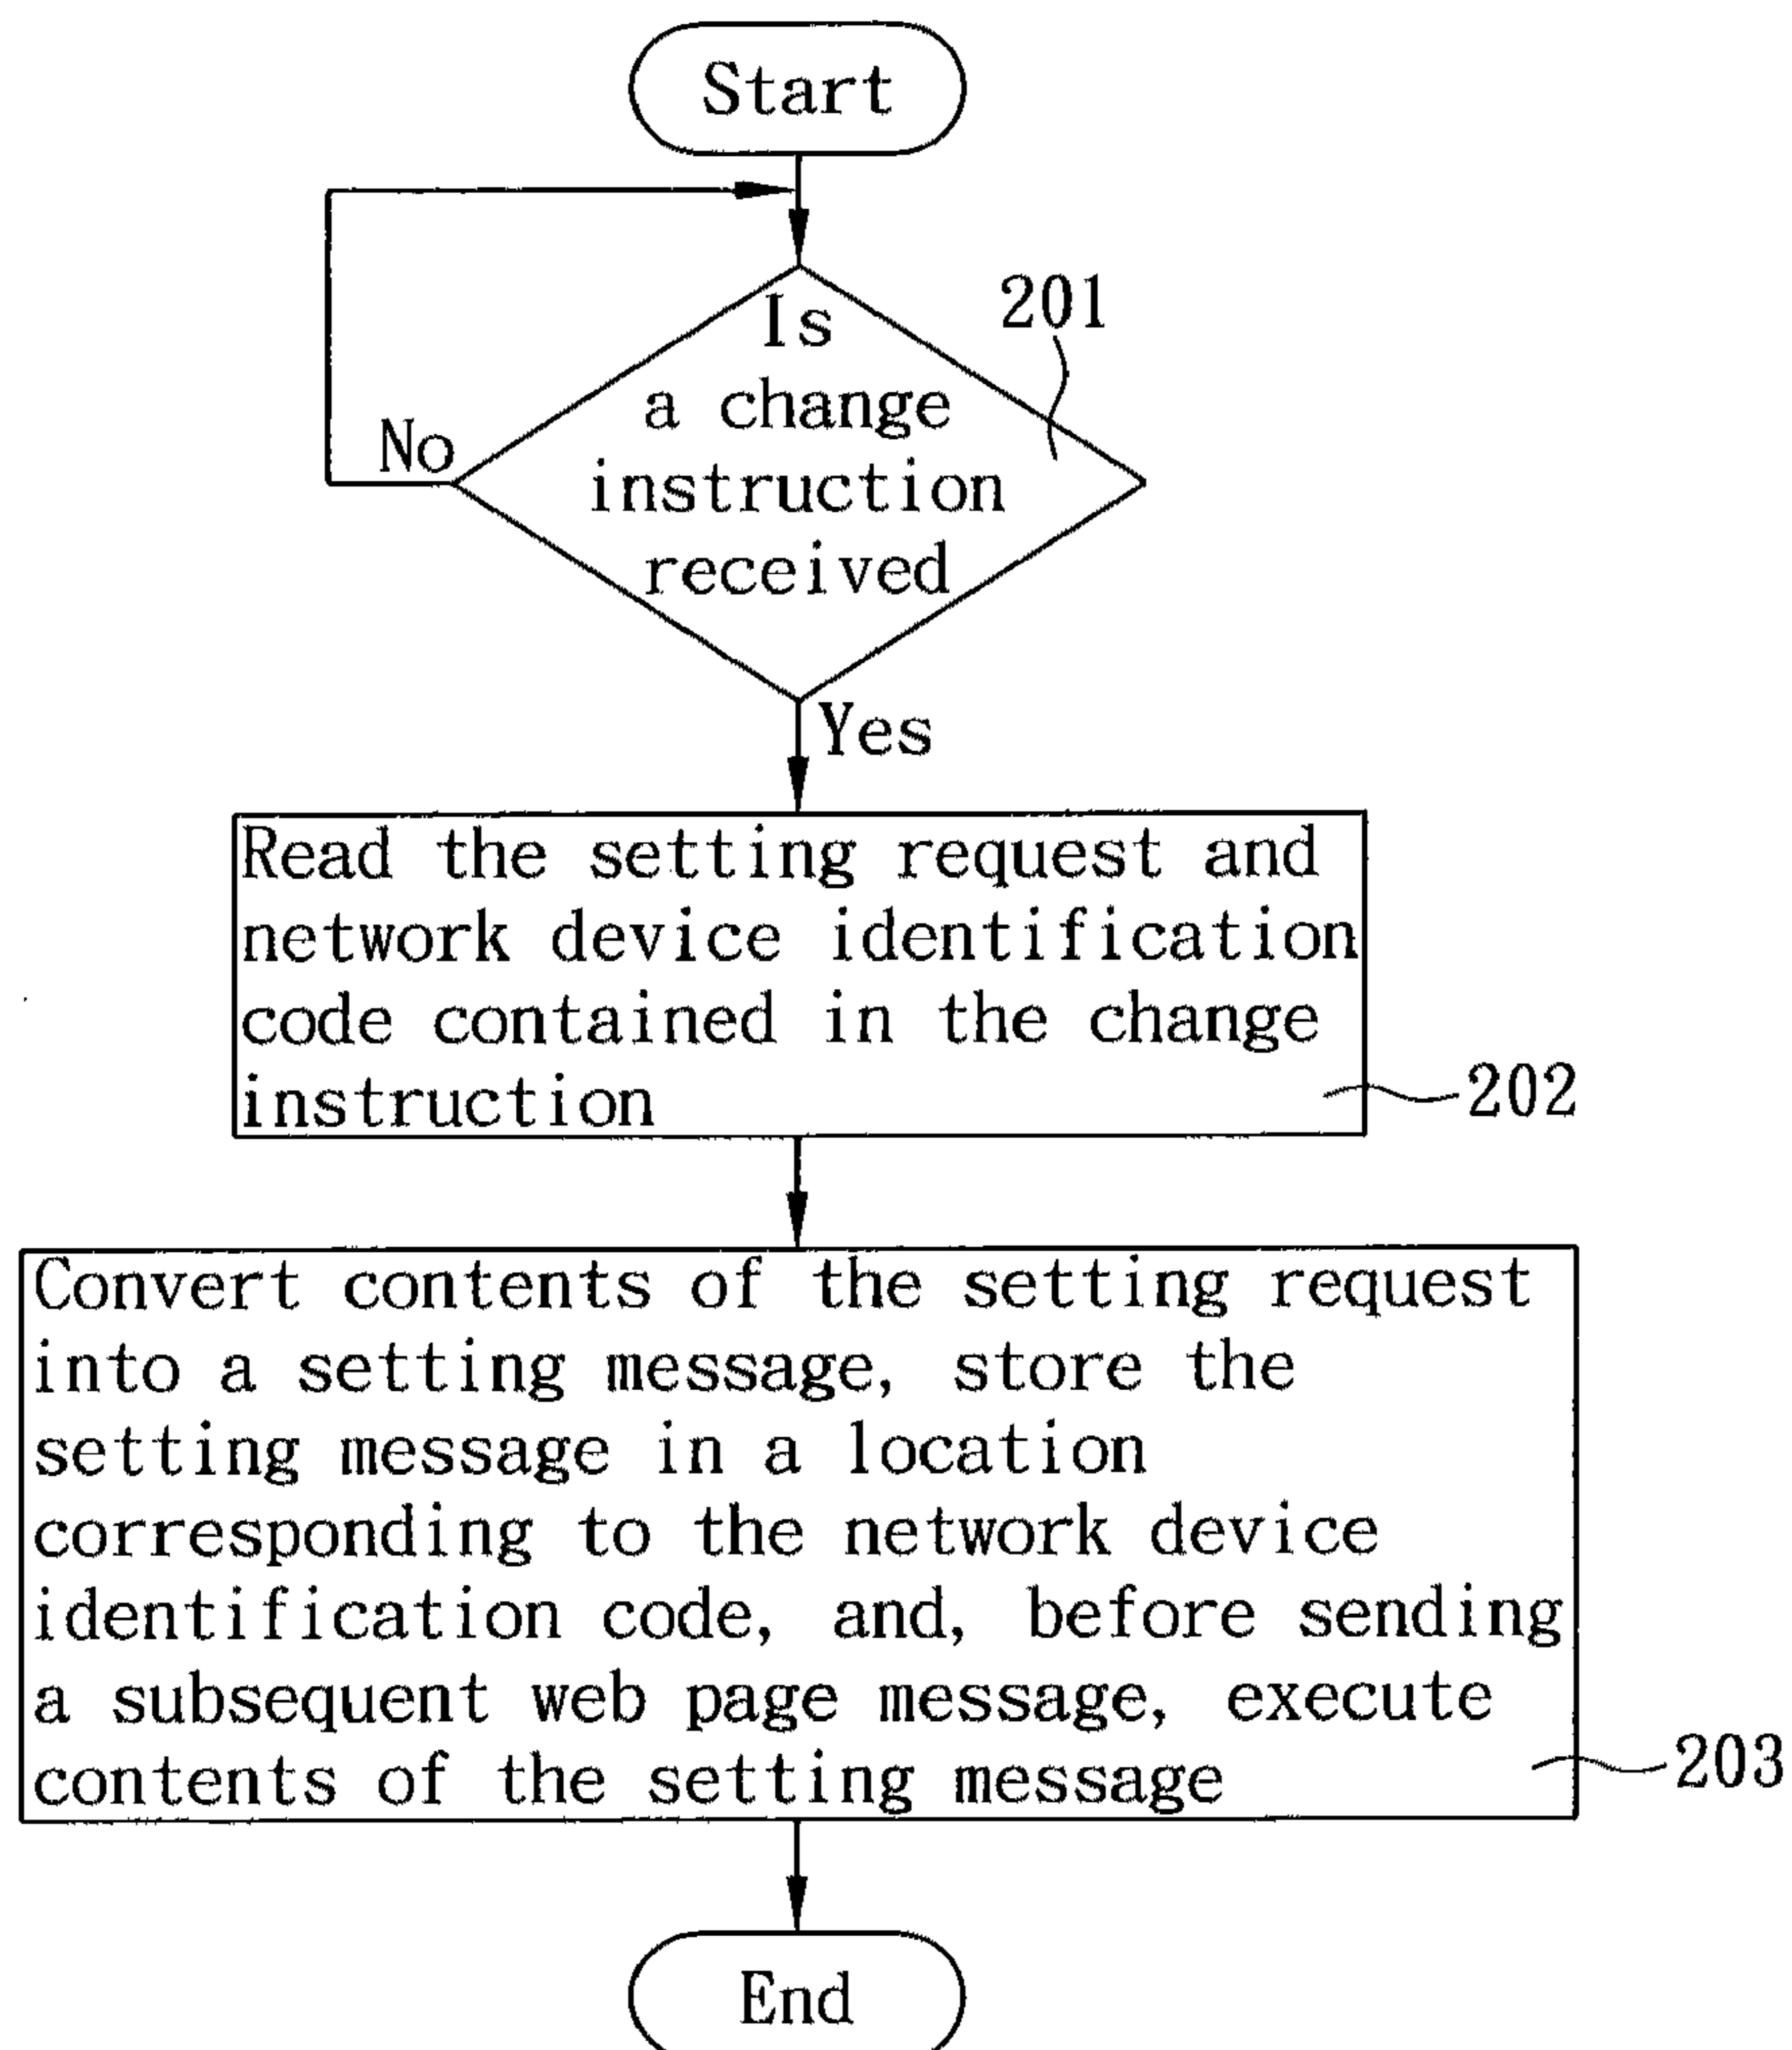 Start
Is
a change
instruction
received
201
No
Yes
Read the setting request and
network device identification
code contained in the change
instruction
202
Convert contents of the setting request
into a setting message, store the
setting message in a location
corresponding to the network device
identification code, and, before sending
a subsequent web page message, execute
contents of the setting message
203
End